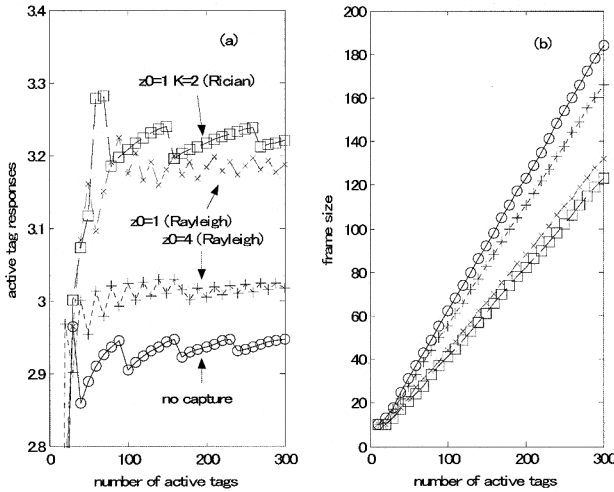 3.4
3.3
3.2
3.1
3
2.9
2.8
0
100
200
300
number of active tags
active tag responses
(a)
z0=1 K=2 (Rician)
z0=1 (Rayleigh)
z0=4 (Rayleigh)
no capture
200
180
160
140
120
100
80
60
40
20
0
0
100
200
300
number of active tags
frame size
(b)